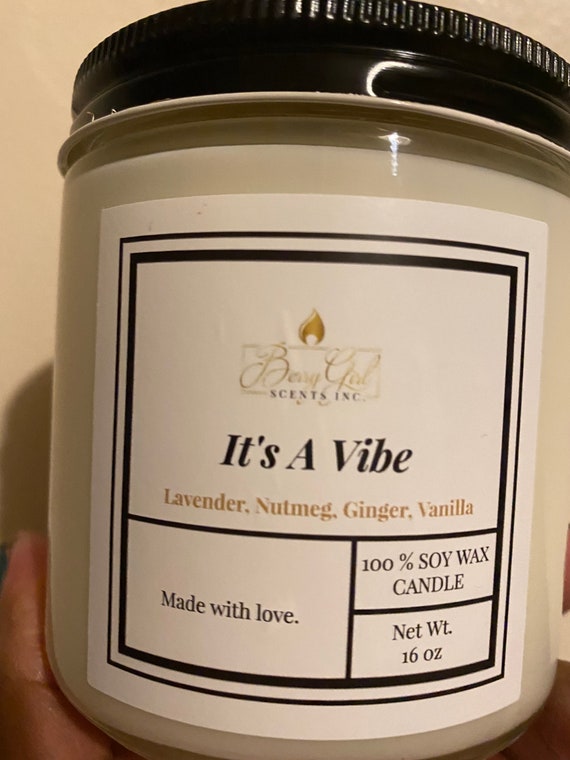 Berry Girl
SCENTS INC.
It's A Vibe
Lavender, Nutmeg, Ginger, Vanilla
Made with love.
100 % SOY WAX
CANDLE
Net Wt.
16 oz